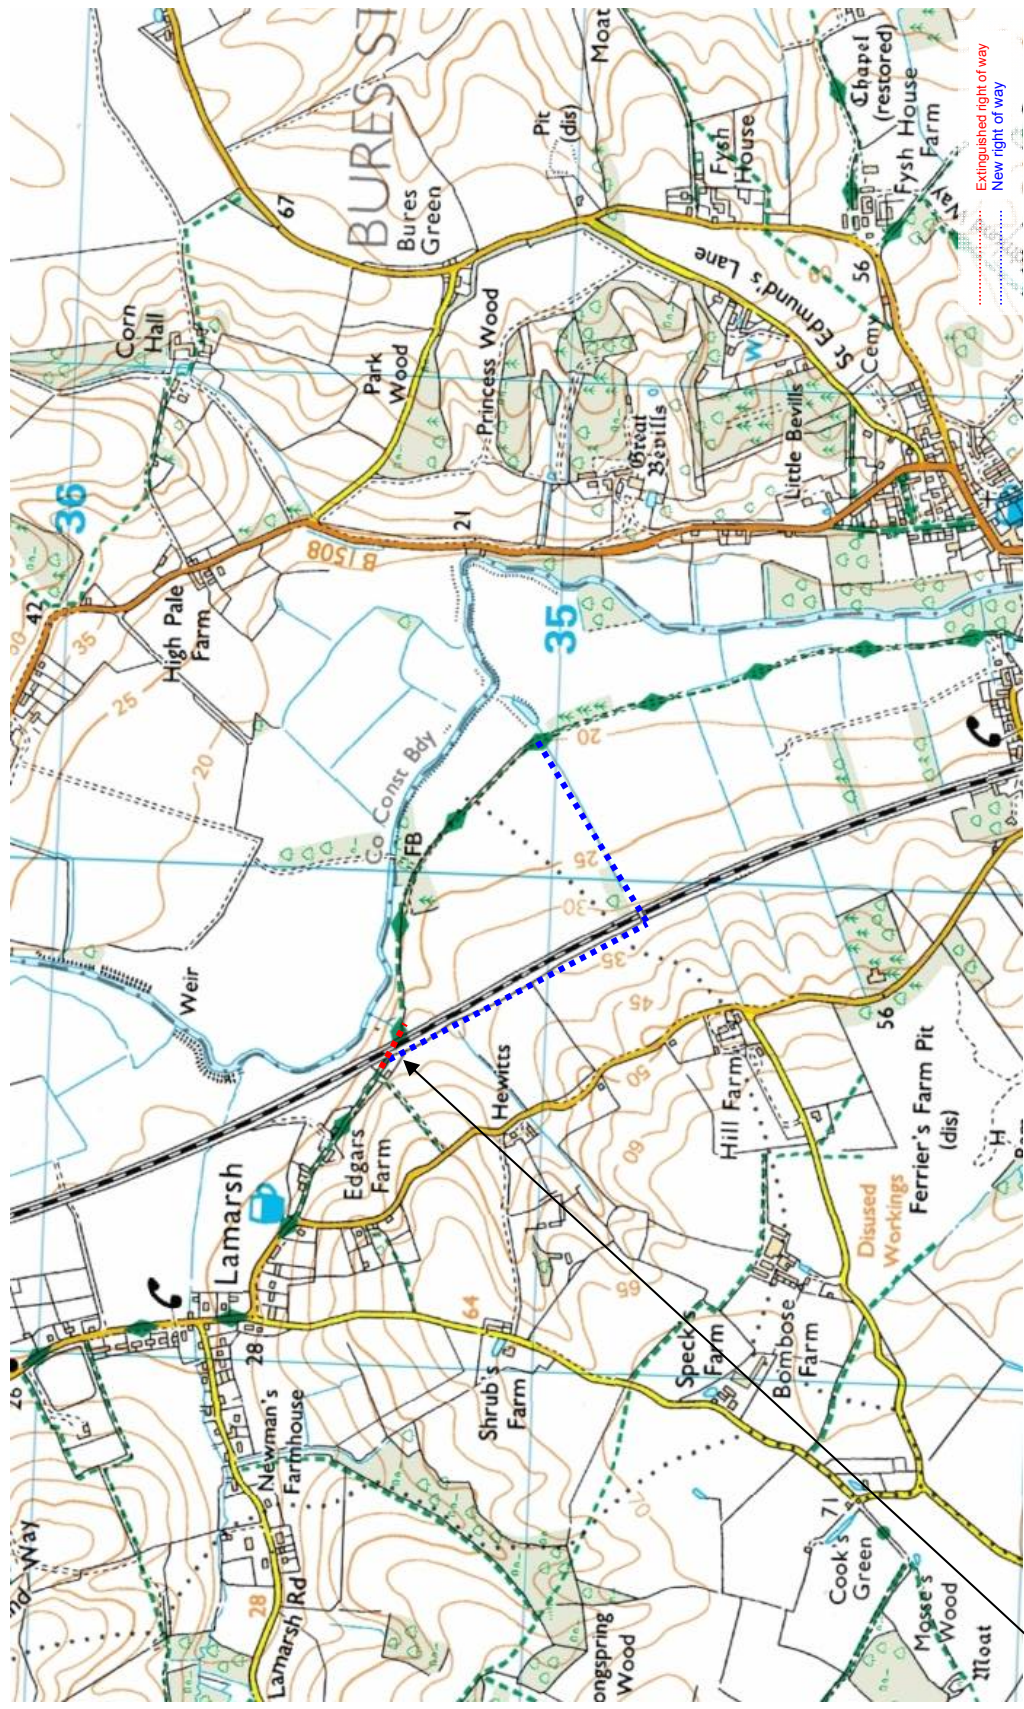 Extinguished right of way
New right of way
BURES ST
Moat
Chapel
(restored)
Fysh House
Farm
Way
Fysh
House
Pit
(dis)
Bures
Green
67
56
St Edmund's Lane
Cemy
W
Corn
Hall
Park
Wood
Princess Wood
Great
Bevills
Little Bevills
36
B 1508
21
42
High Pale
Farm
35
25
20
35
20
25
30
35
45
50
60
65
Co Const Bdy
FB
Weir
Hewitts
Hill Farm
56
Ferrier's Farm Pit
(dis)
Disused
Workings
H
Edgars
Farm
Lamarsh
64
28
26
Shrub's
Farm
Specks
Farm
Bombose
Farm
Newman's
Farmhouse
Lamarsh Rd
28
70
71
Cook's
Green
Mosse's
Wood
Moat
ongspring
Wood
Way